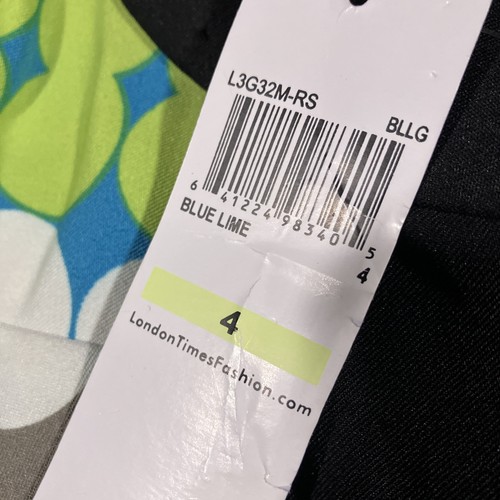 L3G32M-RS
BLLG
6 41224 98340 5
BLUE LIME
4
4
LondonTimesFashion.com